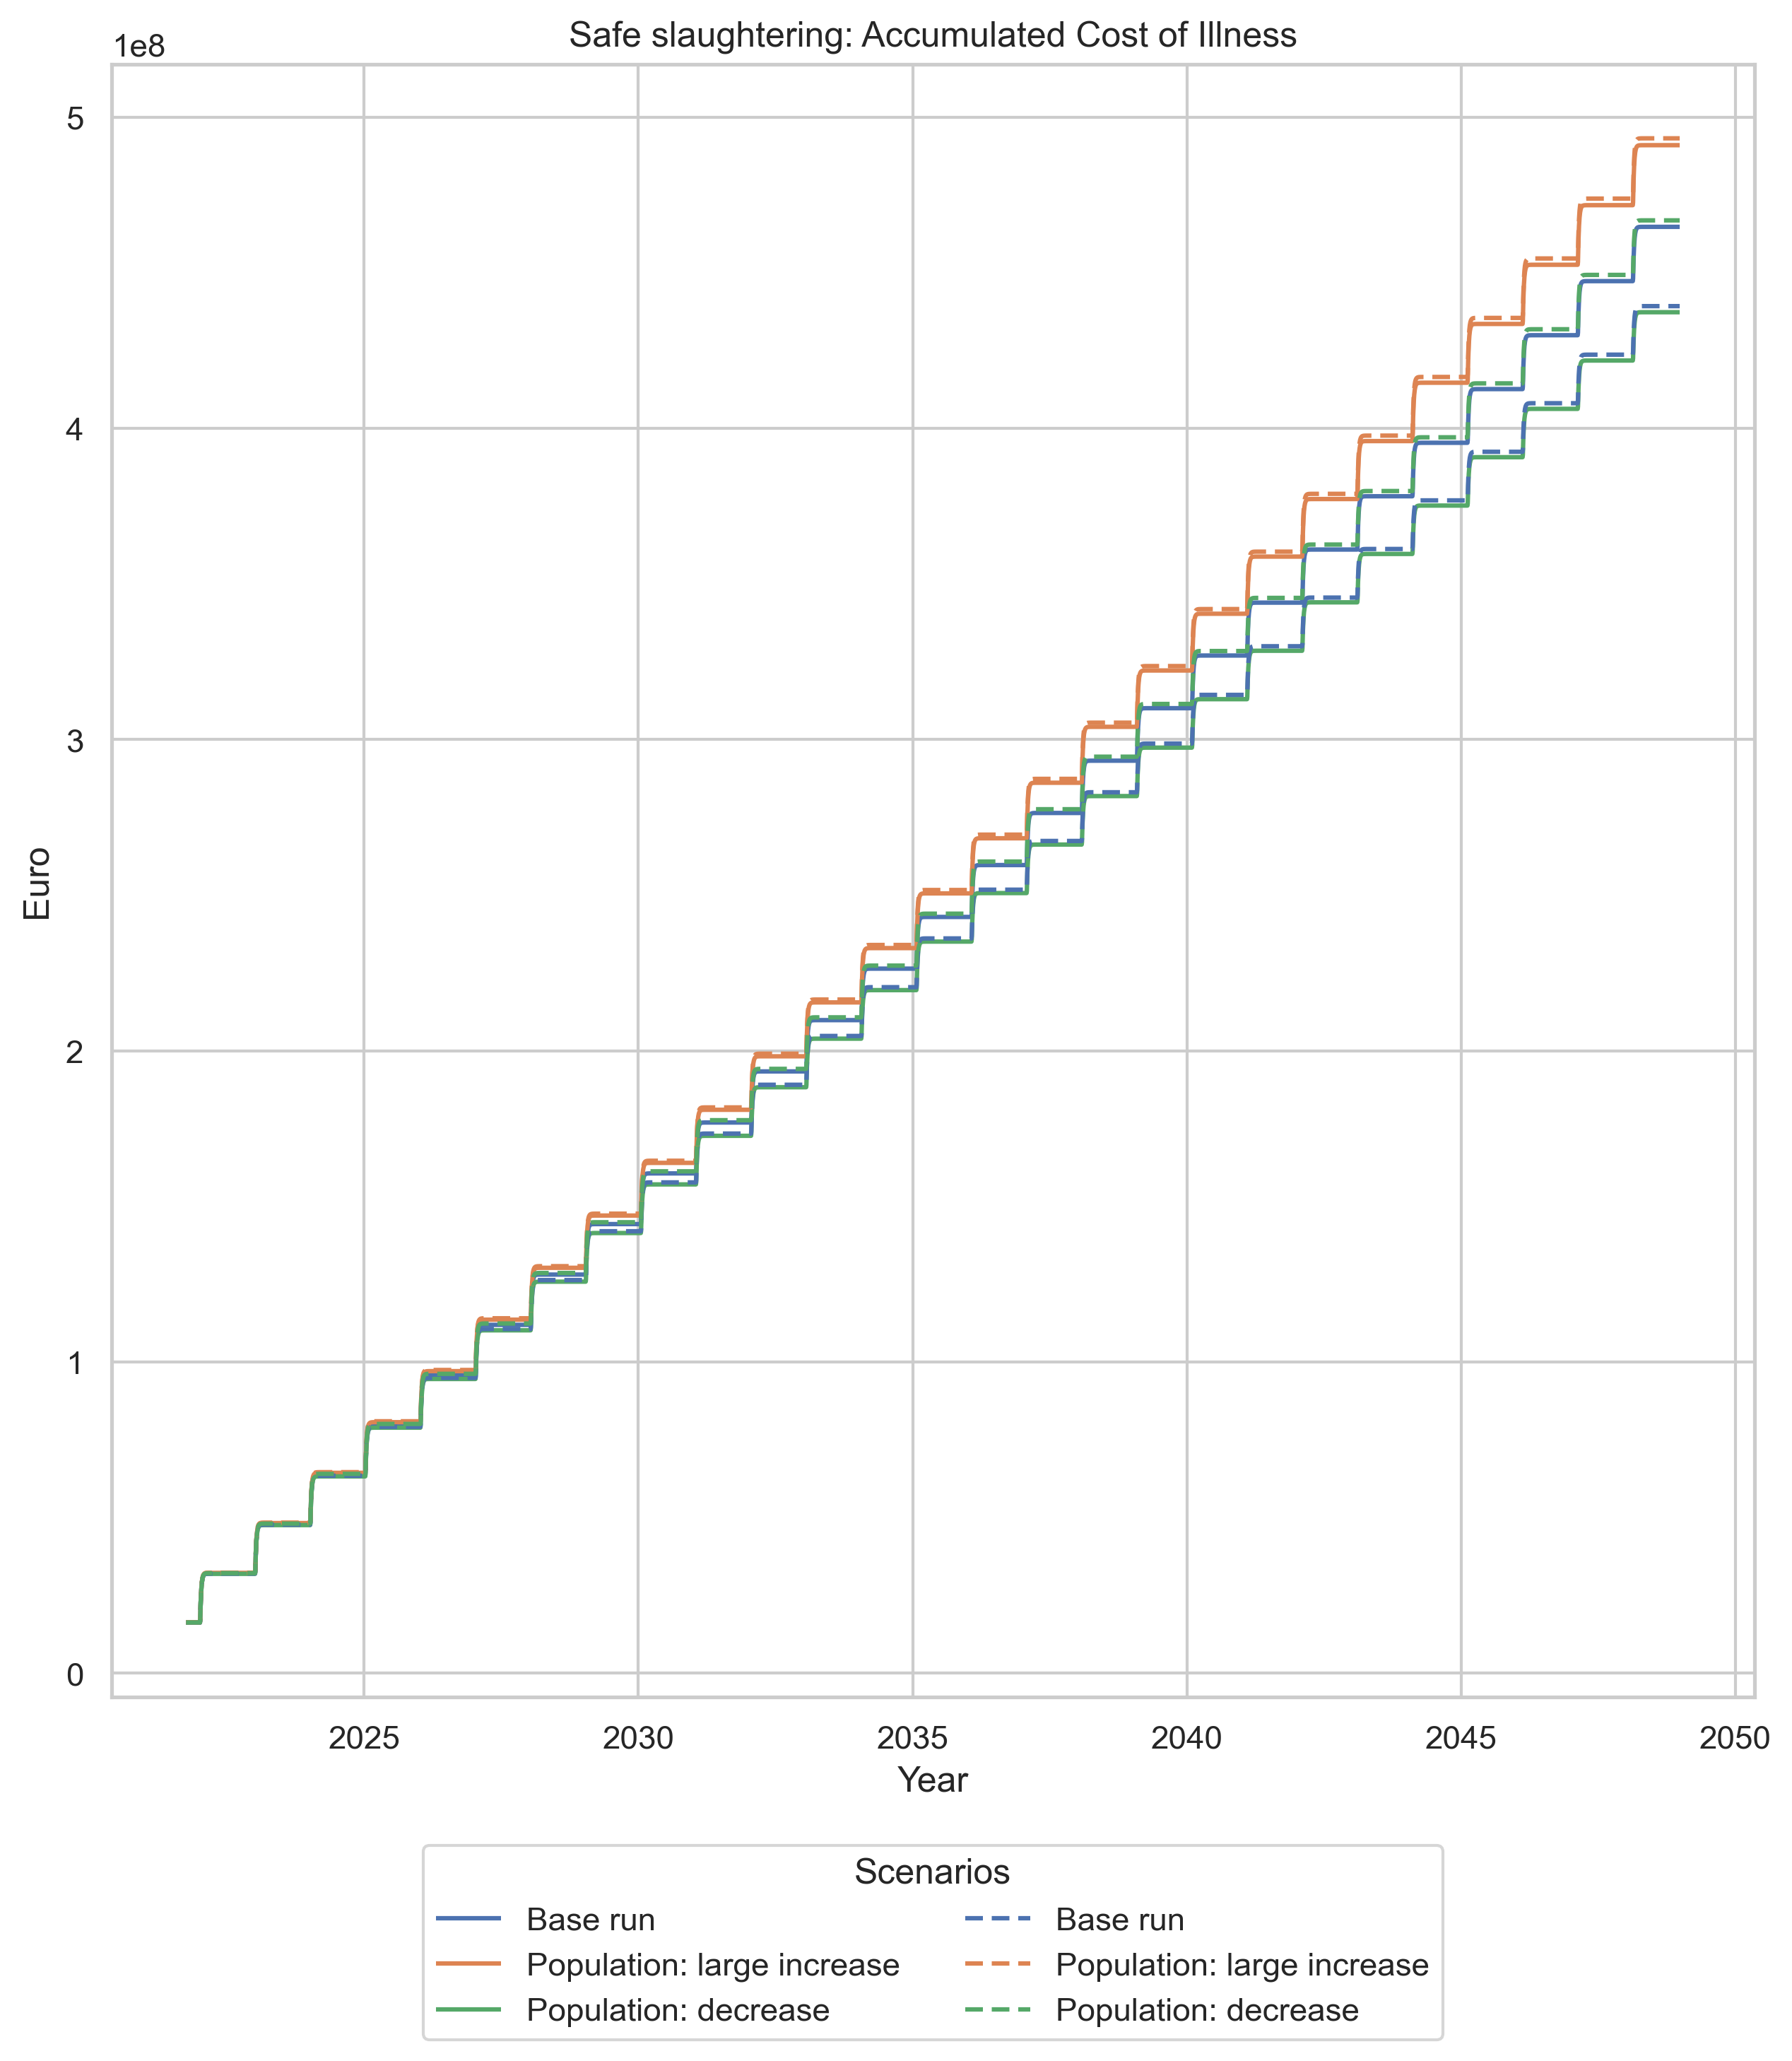 Safe slaughtering: Accumulated Cost of Illness
1e8
5
4
3
2
1
0
Euro
2025 2030 2035 2040 2045 2050
Year
Scenarios
Base run
Population: large increase
Population: decrease
Base run
Population: large increase
Population: decrease